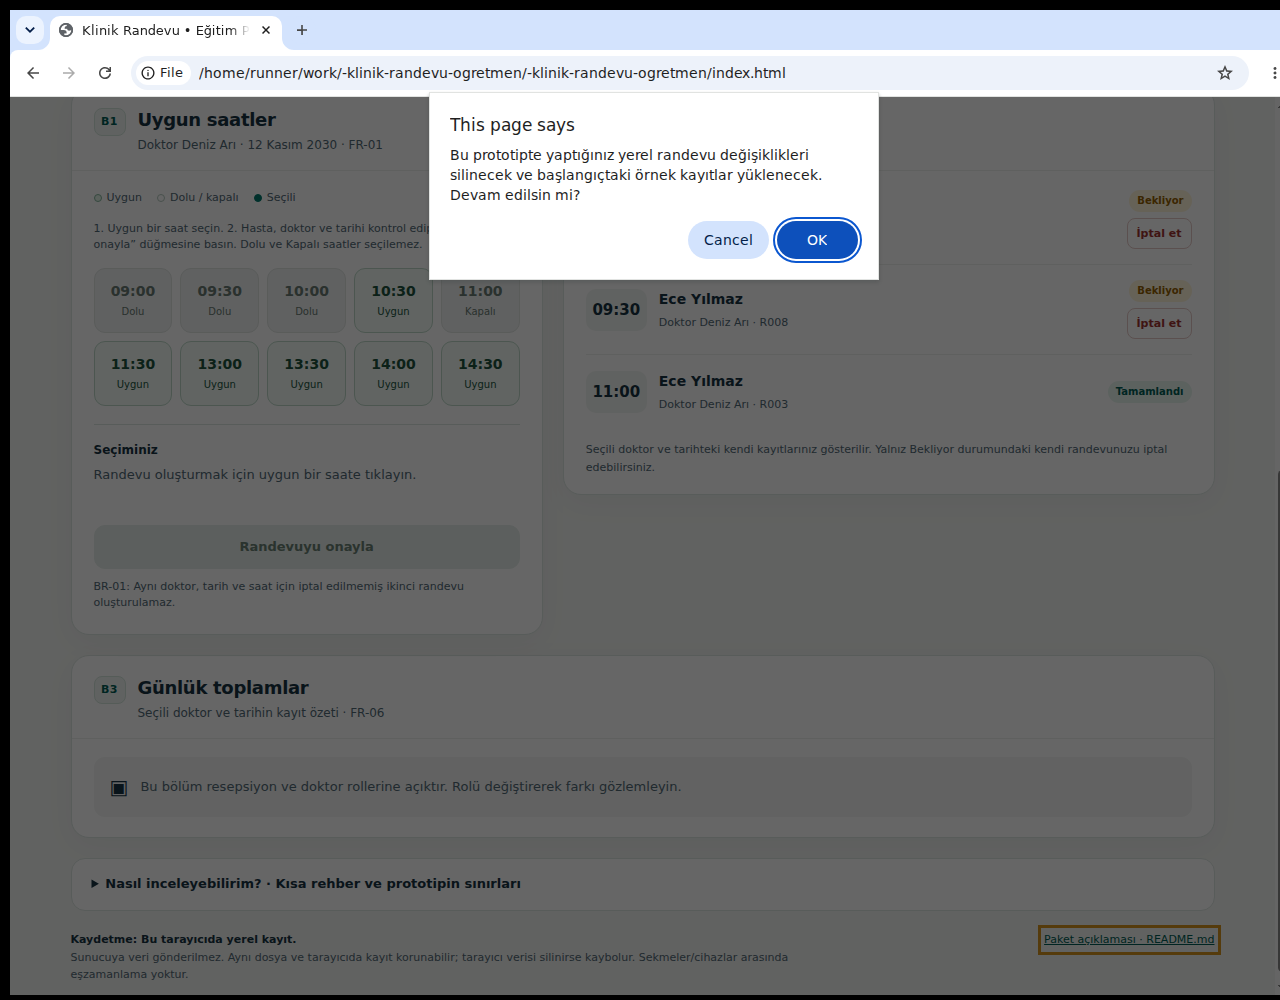 Klinik Randevu • Eğitim P
File
/home/runner/work/-klinik-randevu-ogretmen/-klinik-randevu-ogretmen/index.html
This page says
Bu prototipte yaptığınız yerel randevu değişiklikleri
silinecek ve başlangıçtaki örnek kayıtlar yüklenecek.
Devam edilsin mi?
Cancel
OK
B1
Uygun saatler
Doktor Deniz Arı · 12 Kasım 2030 · FR-01
Uygun
Dolu / kapalı
Seçili
1. Uygun bir saat seçin. 2. Hasta, doktor ve tarihi kontrol edip
onayla” düğmesine basın. Dolu ve Kapalı saatler seçilemez.
09:00
Dolu
09:30
Dolu
10:00
Dolu
10:30
Uygun
11:00
Kapalı
11:30
Uygun
13:00
Uygun
13:30
Uygun
14:00
Uygun
14:30
Uygun
Seçiminiz
Randevu oluşturmak için uygun bir saate tıklayın.
Randevuyu onayla
BR-01: Aynı doktor, tarih ve saat için iptal edilmemiş ikinci randevu
oluşturulamaz.
Bekliyor
İptal et
09:30
Ece Yılmaz
Doktor Deniz Arı · R008
Bekliyor
İptal et
11:00
Ece Yılmaz
Doktor Deniz Arı · R003
Tamamlandı
Seçili doktor ve tarihteki kendi kayıtlarınız gösterilir. Yalnız Bekliyor durumundaki kendi randevunuzu iptal
edebilirsiniz.
B3
Günlük toplamlar
Seçili doktor ve tarihin kayıt özeti · FR-06
Bu bölüm resepsiyon ve doktor rollerine açıktır. Rolü değiştirerek farkı gözlemleyin.
Nasıl inceleyebilirim? · Kısa rehber ve prototipin sınırları
Kaydetme: Bu tarayıcıda yerel kayıt.
Sunucuya veri gönderilmez. Aynı dosya ve tarayıcıda kayıt korunabilir; tarayıcı verisi silinirse kaybolur. Sekmeler/cihazlar arasında
eşzamanlama yoktur.
Paket açıklaması · README.md